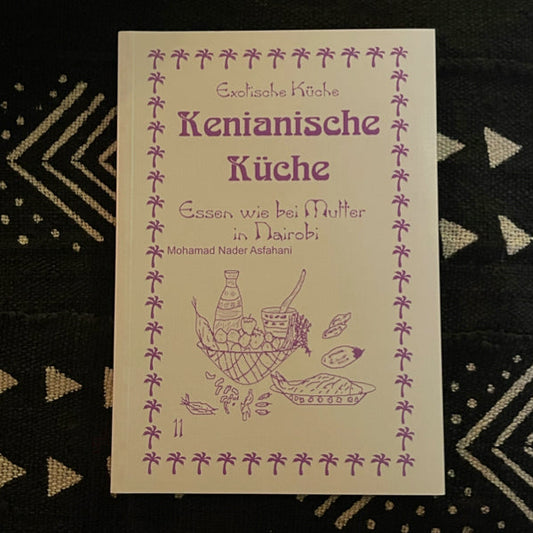 Exotische Küche
Kenianische
Küche
Essen wie bei Mutter
in Nairobi
Mohamad Nader Asfahani
11